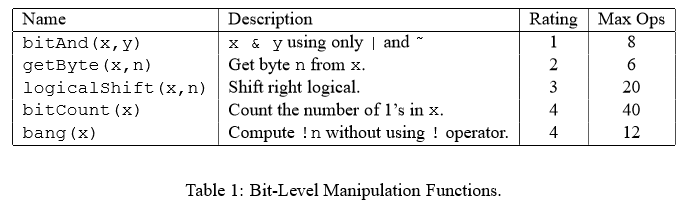 Name Description Rating Max Ops
bitAnd(x,y) x & y using only | and ~ 1 8
getByte(x,n) Get byte n from x. 2 6
logicalShift(x,n) Shift right logical. 3 20
bitCount(x) Count the number of 1's in x. 4 40
bang(x) Compute !n without using ! operator. 4 12
Table 1: Bit-Level Manipulation Functions.